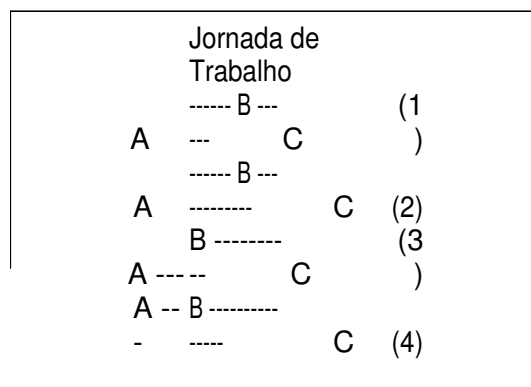 Jornada de
Trabalho
------ B --- (1
A --- C )
------ B ---
A --------- C (2)
B -------- (3
A --- -- C )
A -- B ----------
- ----- C (4)